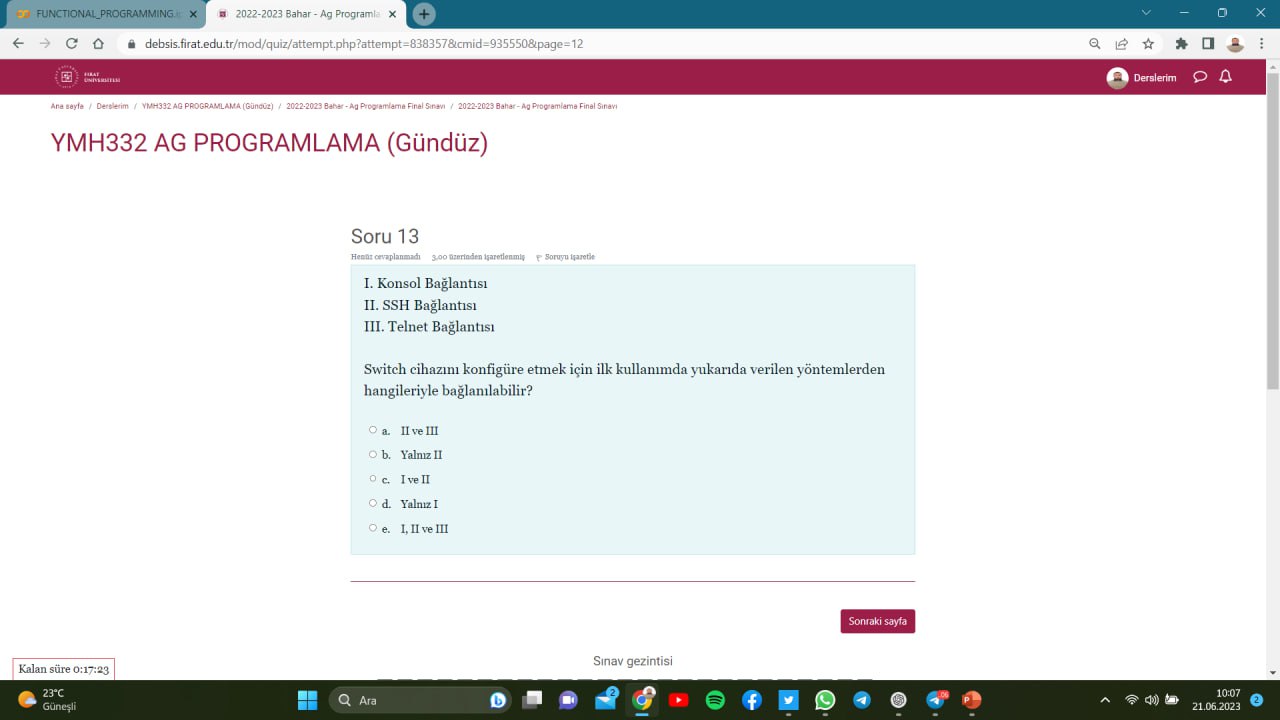 FUNCTIONAL_PROGRAMMING.i
2022-2023 Bahar - Ag Programla
debsis.firat.edu.tr/mod/quiz/attempt.php?attempt=838357&cmid=935550&page=12
FIRAT
ÜNİVERSİTESİ
Derslerim
Ana sayfa / Derslerim / YMH332 AG PROGRAMLAMA (Gündüz) / 2022-2023 Bahar - Ag Programlama Final Sınavı / 2022-2023 Bahar - Ag Programlama Final Sınavı
YMH332 AG PROGRAMLAMA (Gündüz)
Soru 13
Henüz cevaplanmadı 3,00 üzerinden işaretlenmiş Soruyu işaretle
I. Konsol Bağlantısı
II. SSH Bağlantısı
III. Telnet Bağlantısı
Switch cihazını konfigüre etmek için ilk kullanımda yukarıda verilen yöntemlerden
hangileriyle bağlanılabilir?
a. II ve III
b. Yalnız II
c. I ve II
d. Yalnız I
e. I, II ve III
Sonraki sayfa
Sınav gezintisi
Kalan süre 0:17:23
23°C
Güneşli
Ara
10:07
21.06.2023
2